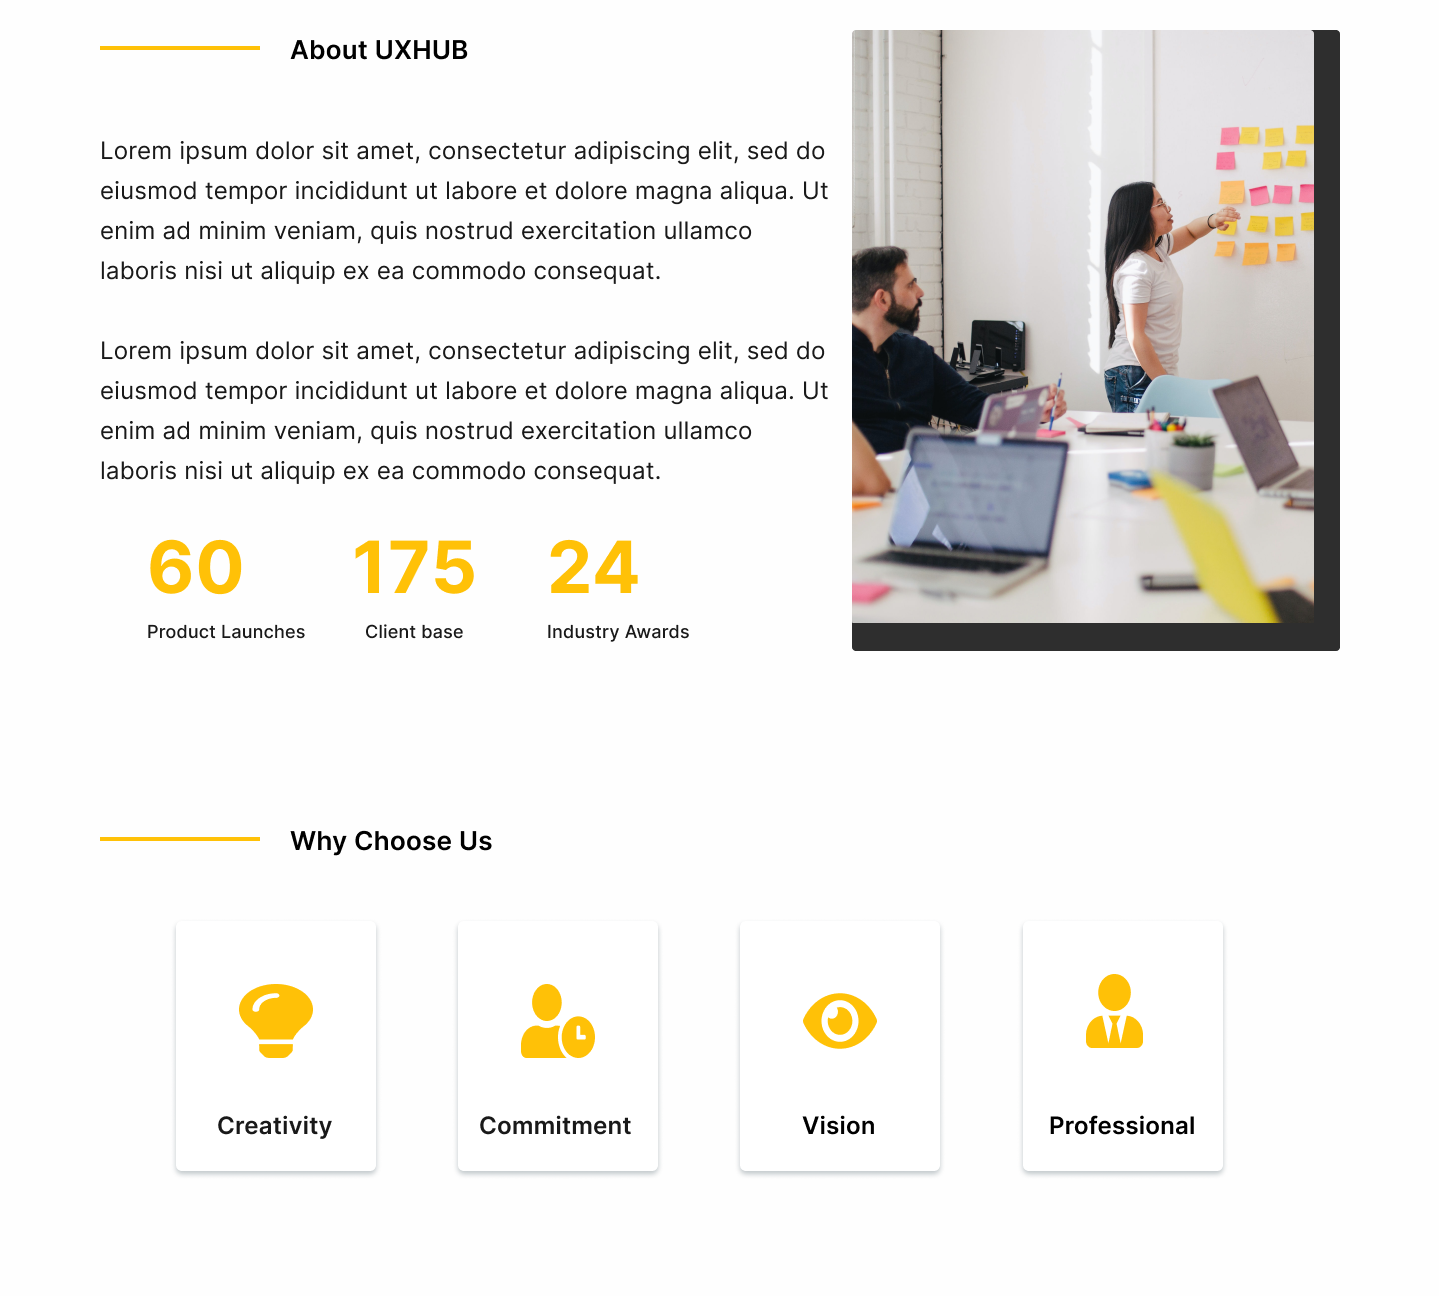 About UXHUB
Lorem ipsum dolor sit amet, consectetur adipiscing elit, sed do
eiusmod tempor incididunt ut labore et dolore magna aliqua. Ut
enim ad minim veniam, quis nostrud exercitation ullamco
laboris nisi ut aliquip ex ea commodo consequat.
Lorem ipsum dolor sit amet, consectetur adipiscing elit, sed do
eiusmod tempor incididunt ut labore et dolore magna aliqua. Ut
enim ad minim veniam, quis nostrud exercitation ullamco
laboris nisi ut aliquip ex ea commodo consequat.
60
Product Launches
175
Client base
24
Industry Awards
Why Choose Us
Creativity
Commitment
Vision
Professional